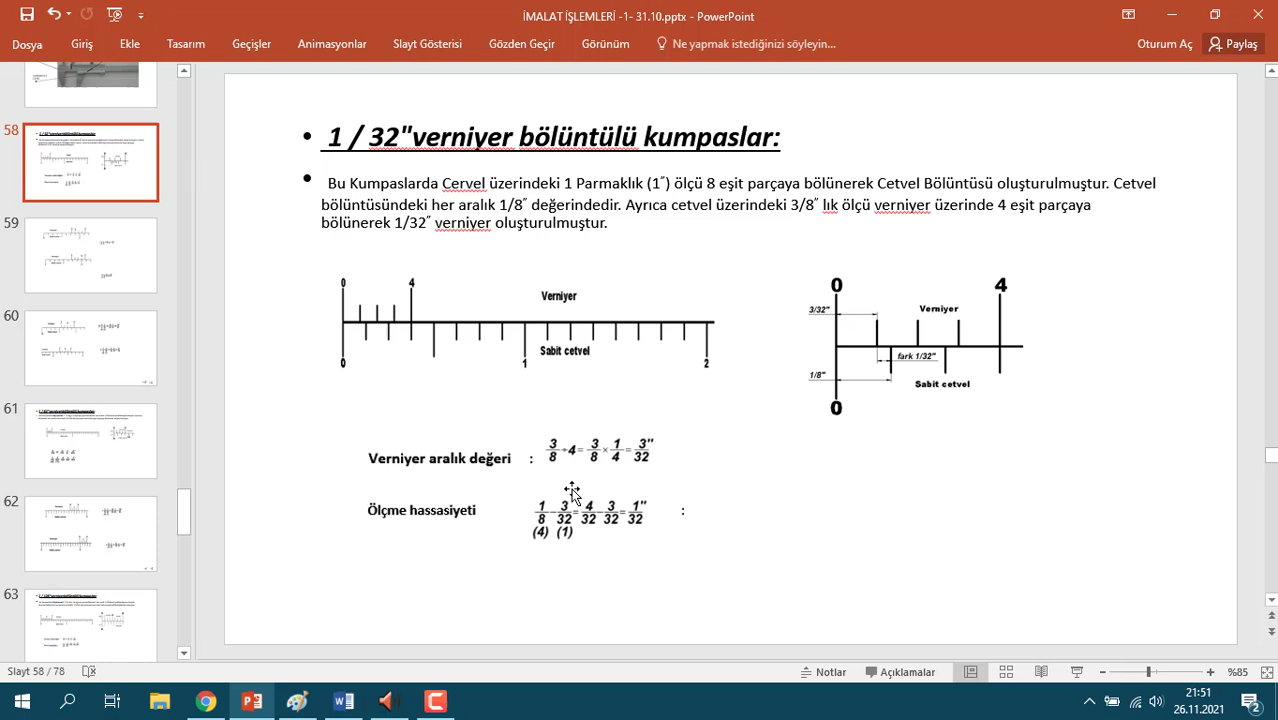 İMALAT İŞLEMLERİ -1- 31.10.pptx - PowerPoint
Dosya Giriş Ekle Tasarım Geçişler Animasyonlar Slayt Gösterisi Gözden Geçir Görünüm Ne yapmak istediğinizi söyleyin... Oturum Aç Paylaş
58
59
60
61
62
63
• 1 / 32"verniyer bölüntülü kumpaslar:
• Bu Kumpaslarda Cervel üzerindeki 1 Parmaklık (1˝) ölçü 8 eşit parçaya bölünerek Cetvel Bölüntüsü oluşturulmuştur. Cetvel
bölüntüsündeki her aralık 1/8˝ değerindedir. Ayrıca cetvel üzerindeki 3/8˝ lık ölçü verniyer üzerinde 4 eşit parçaya
bölünerek 1/32˝ verniyer oluşturulmuştur.
0 4
Verniyer
Sabit cetvel
0 1 2
0 4
3/32"
Verniyer
fark 1/32"
1/8"
Sabit cetvel
0
Verniyer aralık değeri : 3/8 ÷ 4 = 3/8 × 1/4 = 3"/32
Ölçme hassasiyeti 1/8 − 3/32 = 4/32 − 3/32 = 1"/32 :
(4) (1)
Slayt 58 / 78 Notlar Açıklamalar %85
21:51
26.11.2021
2